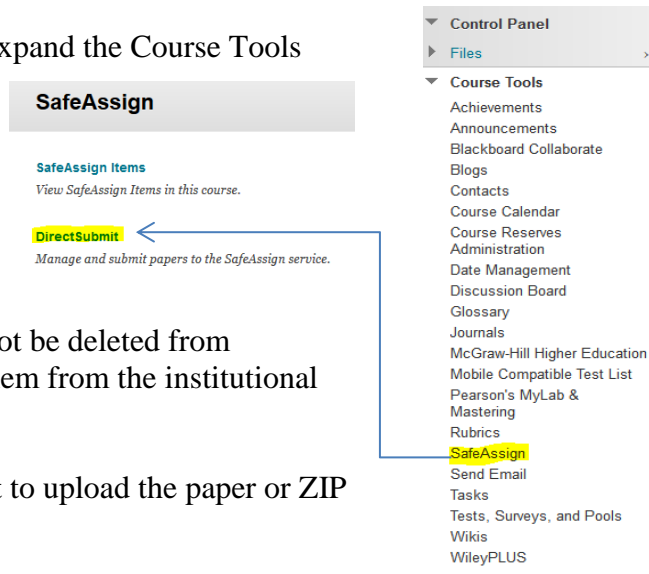 xpand the Course Tools
SafeAssign
SafeAssign Items
View SafeAssign Items in this course.
DirectSubmit
Manage and submit papers to the SafeAssign service.
ot be deleted from
em from the institutional
t to upload the paper or ZIP
Control Panel
Files
Course Tools
Achievements
Announcements
Blackboard Collaborate
Blogs
Contacts
Course Calendar
Course Reserves
Administration
Date Management
Discussion Board
Glossary
Journals
McGraw-Hill Higher Education
Mobile Compatible Test List
Pearson's MyLab &
Mastering
Rubrics
SafeAssign
Send Email
Tasks
Tests, Surveys, and Pools
Wikis
WileyPLUS